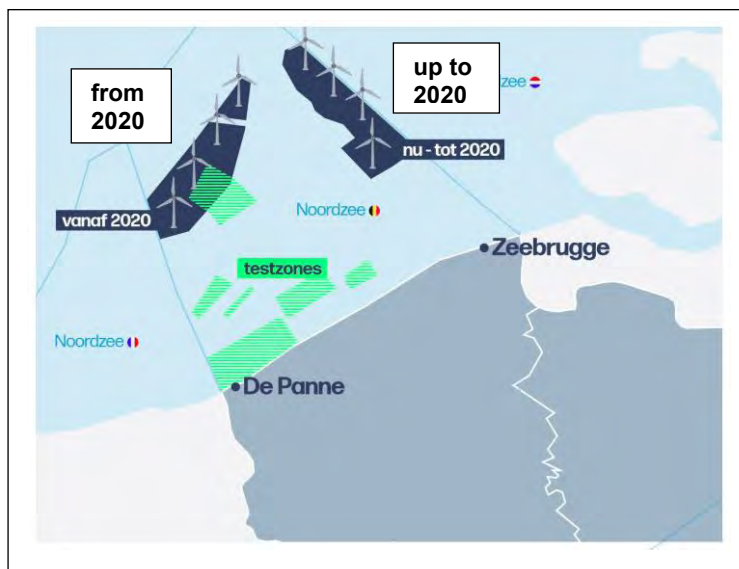 from
2020
up to
2020
zee
nu - tot 2020
vanaf 2020
Noordzee
Zeebrugge
testzones
Noordzee
De Panne